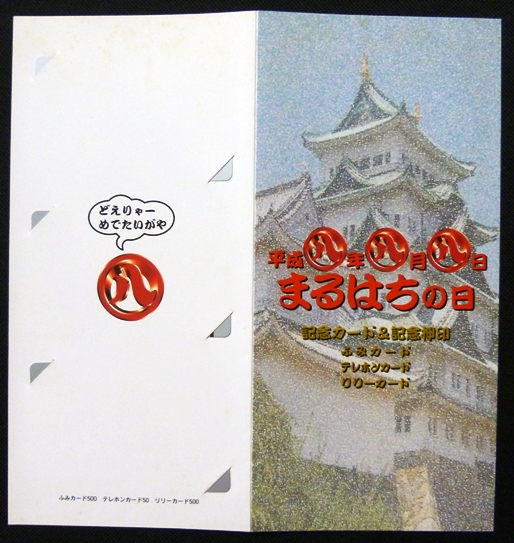 どえりゃー
めでたいがや
八
ふみカード500 テレホンカード50 リリーカード500
平成八年八月八日
まるはちの日
記念カード&記念押印
ふみカード
テレホンカード
リリーカード